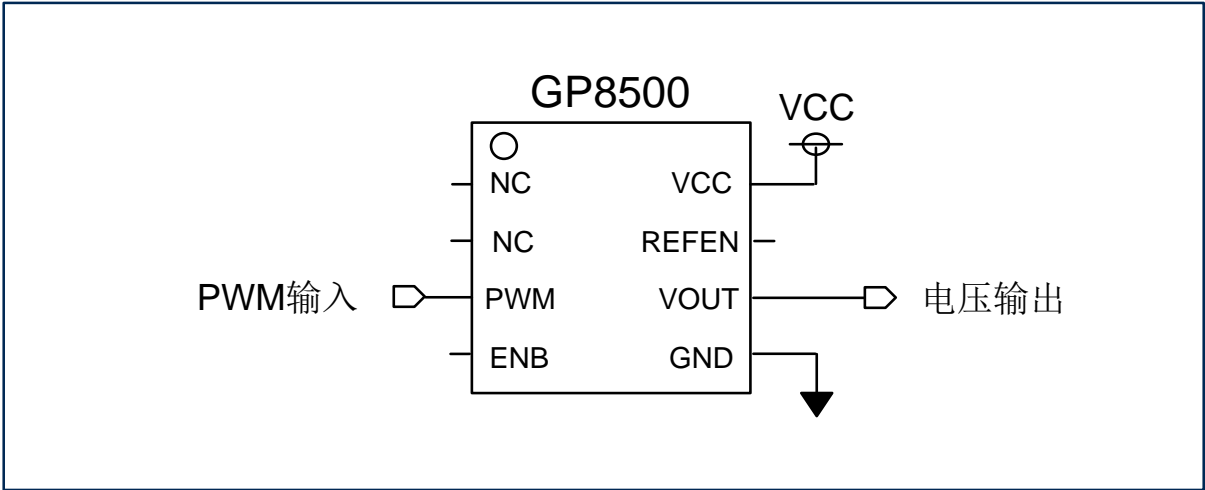 GP8500
VCC
NC
VCC
NC
REFEN
PWM输入
PWM
VOUT
电压输出
ENB
GND